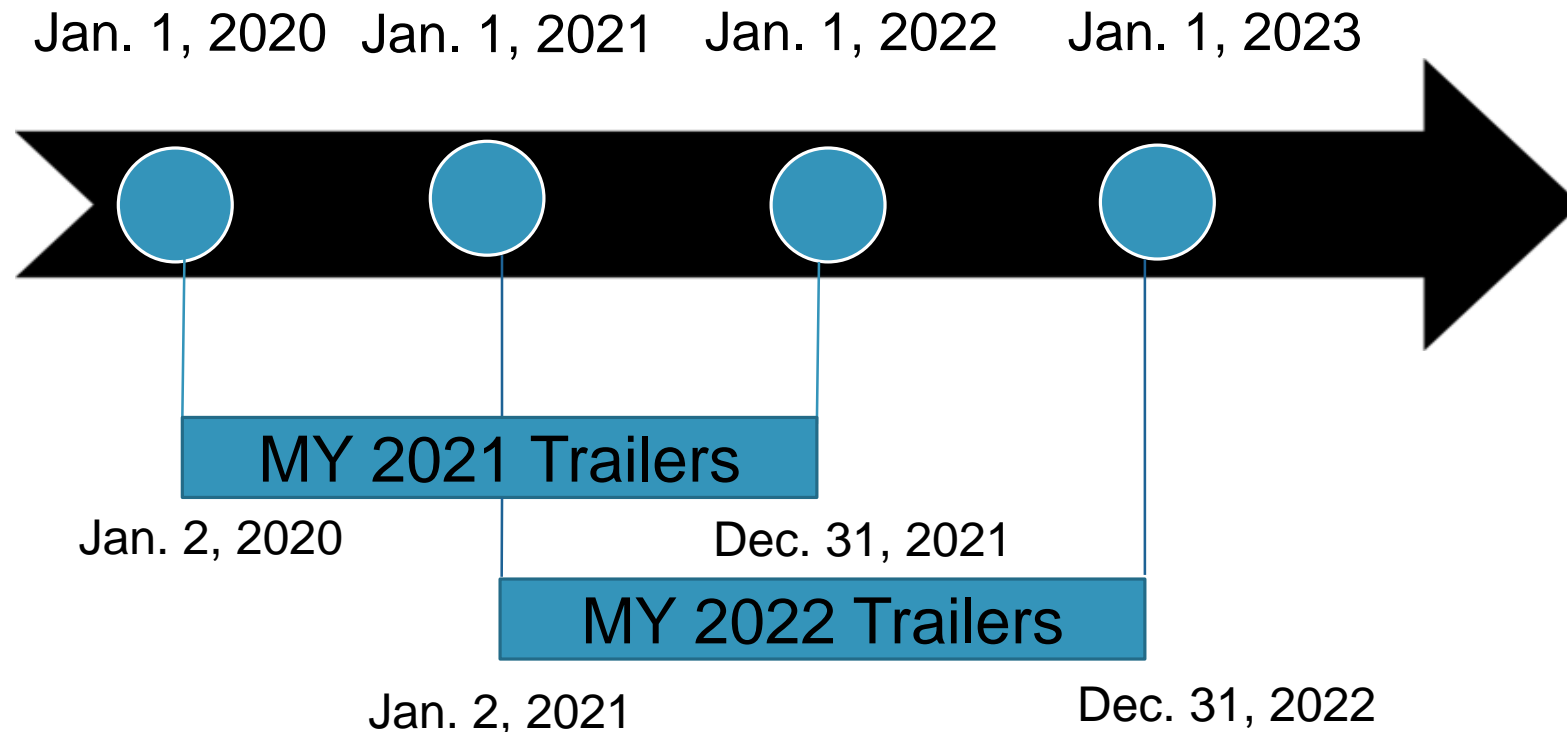 Jan. 1, 2020 Jan. 1, 2021 Jan. 1, 2022 Jan. 1, 2023
MY 2021 Trailers
Jan. 2, 2020 Dec. 31, 2021
MY 2022 Trailers
Jan. 2, 2021 Dec. 31, 2022